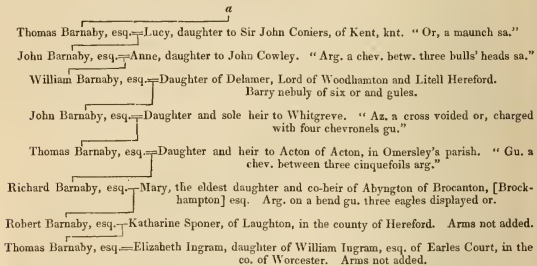 a
Thomas Barnaby, esq.=Lucy, daughter to Sir John Coniers, of Kent, knt. "Or, a maunch sa."
John Barnaby, esq.=Anne, daughter to John Cowley. "Arg. a chev. betw. three bulls' heads sa."
William Barnaby, esq.=Daughter of Delamer, Lord of Woodhamton and Litell Hereford.
Barry nebuly of six or and gules.
John Barnaby, esq.=Daughter and sole heir to Whitgreve. "Az. a cross voided or, charged
with four chevronels gu."
Thomas Barnaby, esq.=Daughter and heir to Acton of Acton, in Omersley's parish. "Gu. a
chev. between three cinquefoils arg."
Richard Barnaby, esq.=Mary, the eldest daughter and co-heir of Abyngton of Brocanton, [Brock-
hampton] esq. Arg. on a bend gu. three eagles displayed or.
Robert Barnaby, esq.=Katharine Sponer, of Laughton, in the county of Hereford. Arms not added.
Thomas Barnaby, esq.=Elizabeth Ingram, daughter of William Ingram, esq. of Earles Court, in the
co. of Worcester. Arms not added.